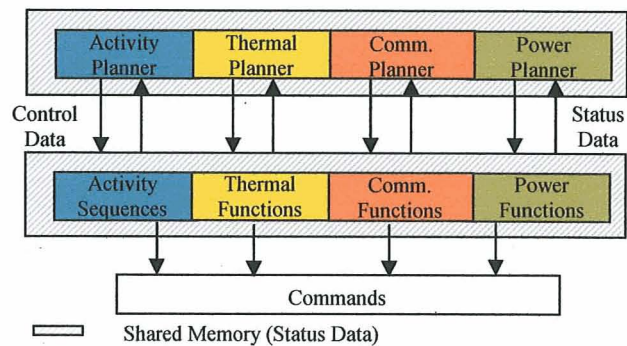 Activity Planner
Thermal Planner
Comm. Planner
Power Planner
Control Data
Status Data
Activity Sequences
Thermal Functions
Comm. Functions
Power Functions
Commands
Shared Memory (Status Data)